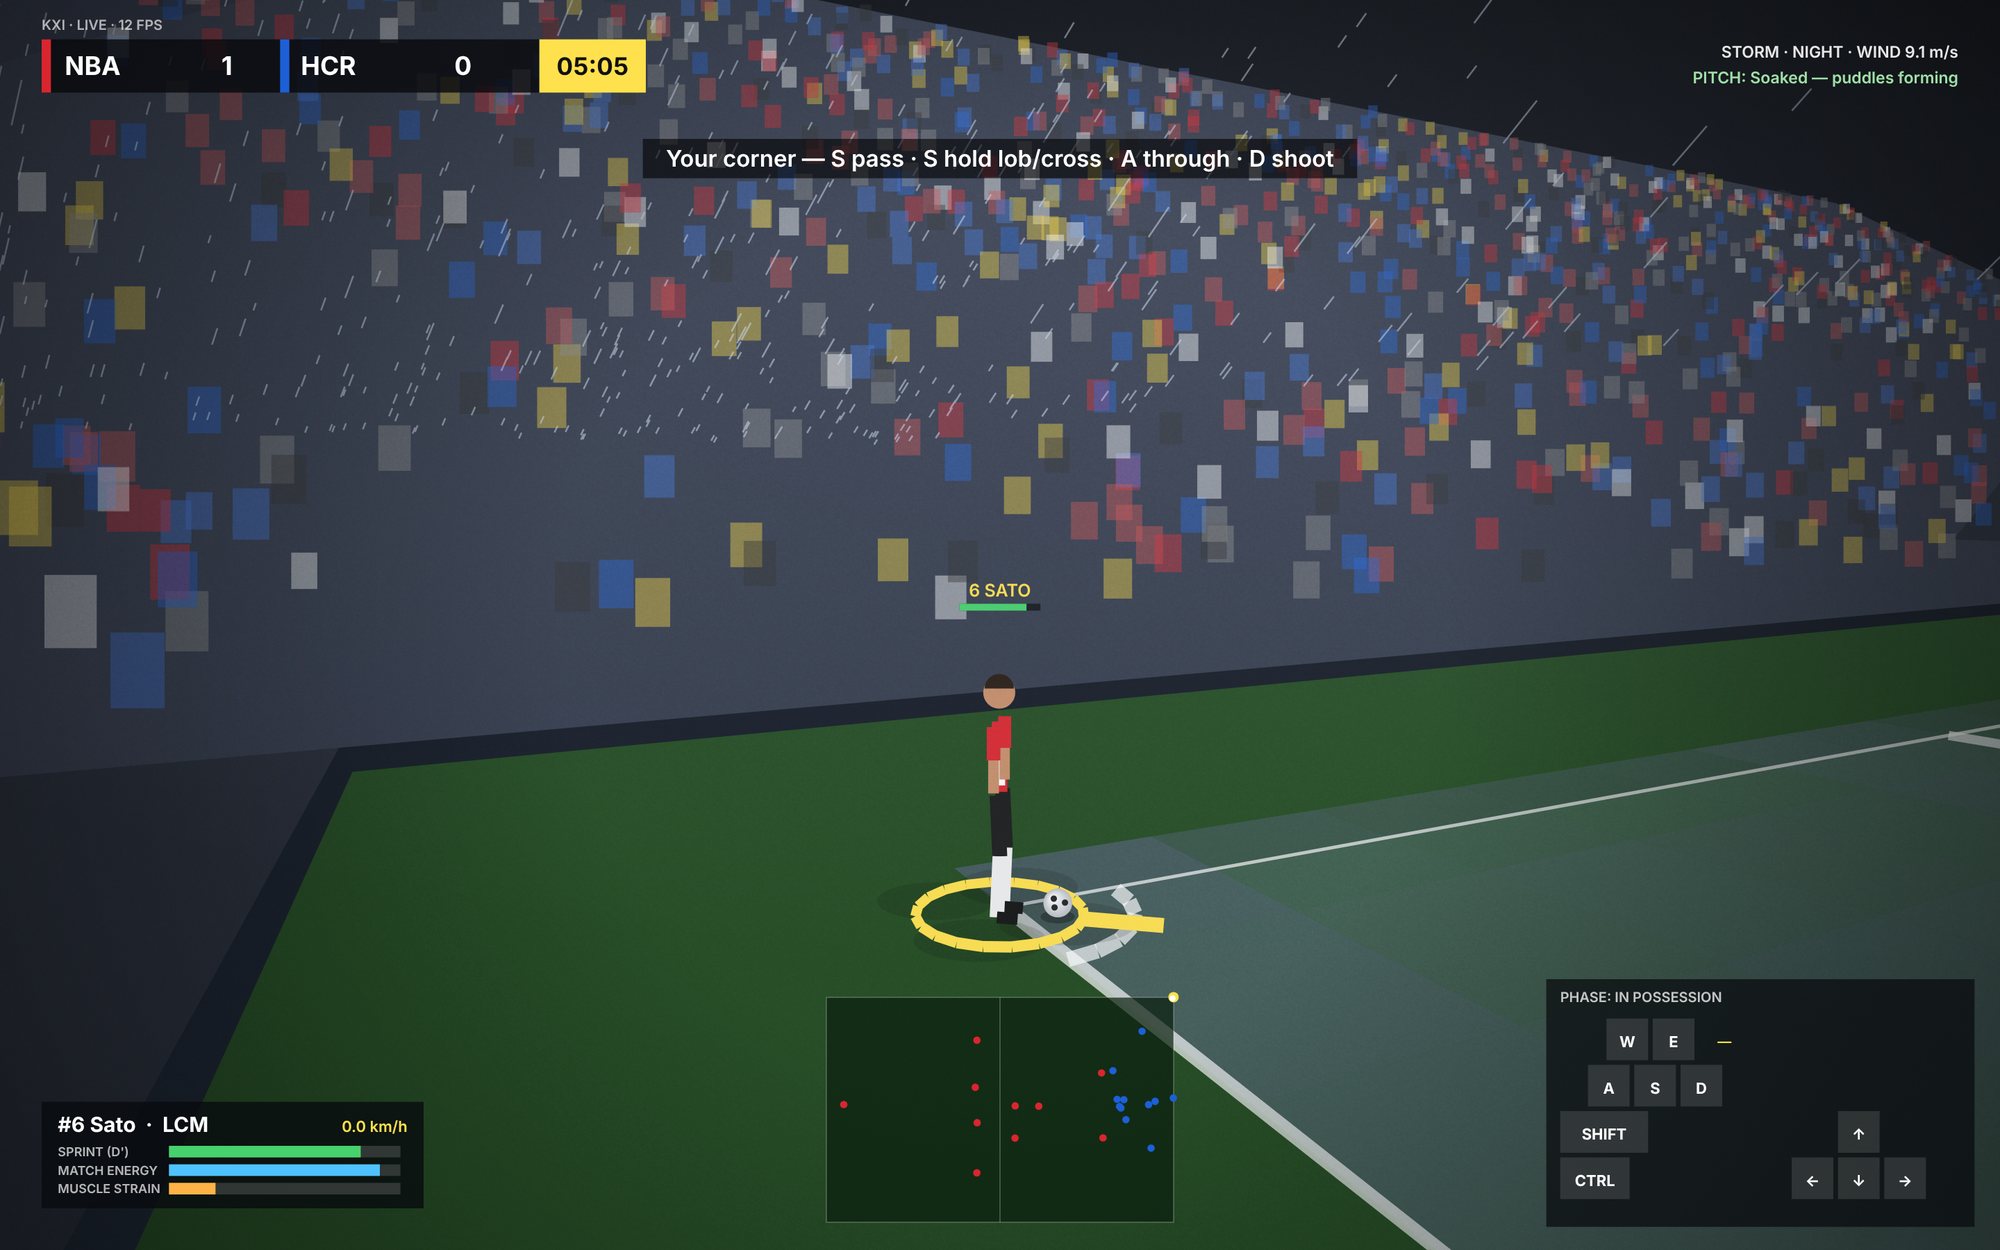 KXI · LIVE · 12 FPS
NBA 1 HCR 0 05:05
STORM · NIGHT · WIND 9.1 m/s
PITCH: Soaked — puddles forming
Your corner — S pass · S hold lob/cross · A through · D shoot
6 SATO
#6 Sato · LCM 0.0 km/h
SPRINT (D')
MATCH ENERGY
MUSCLE STRAIN
PHASE: IN POSSESSION
W E —
A S D
SHIFT ↑
CTRL ← ↓ →